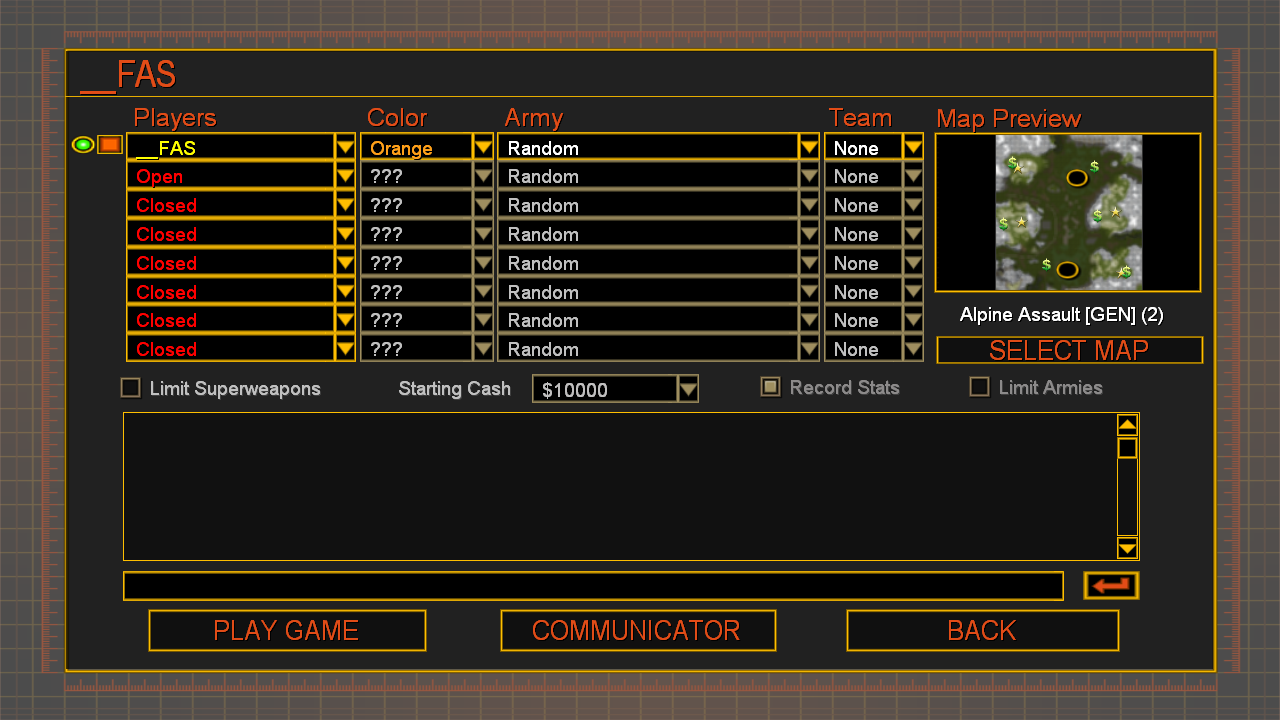 __FAS
Players Color Army Team Map Preview
__FAS Orange Random None
Open ??? Random None
Closed ??? Random None
Closed ??? Random None
Closed ??? Random None
Closed ??? Random None
Closed ??? Random None
Closed ??? Random None
Alpine Assault [GEN] (2)
SELECT MAP
Limit Superweapons Starting Cash $10000 Record Stats Limit Armies
PLAY GAME COMMUNICATOR BACK